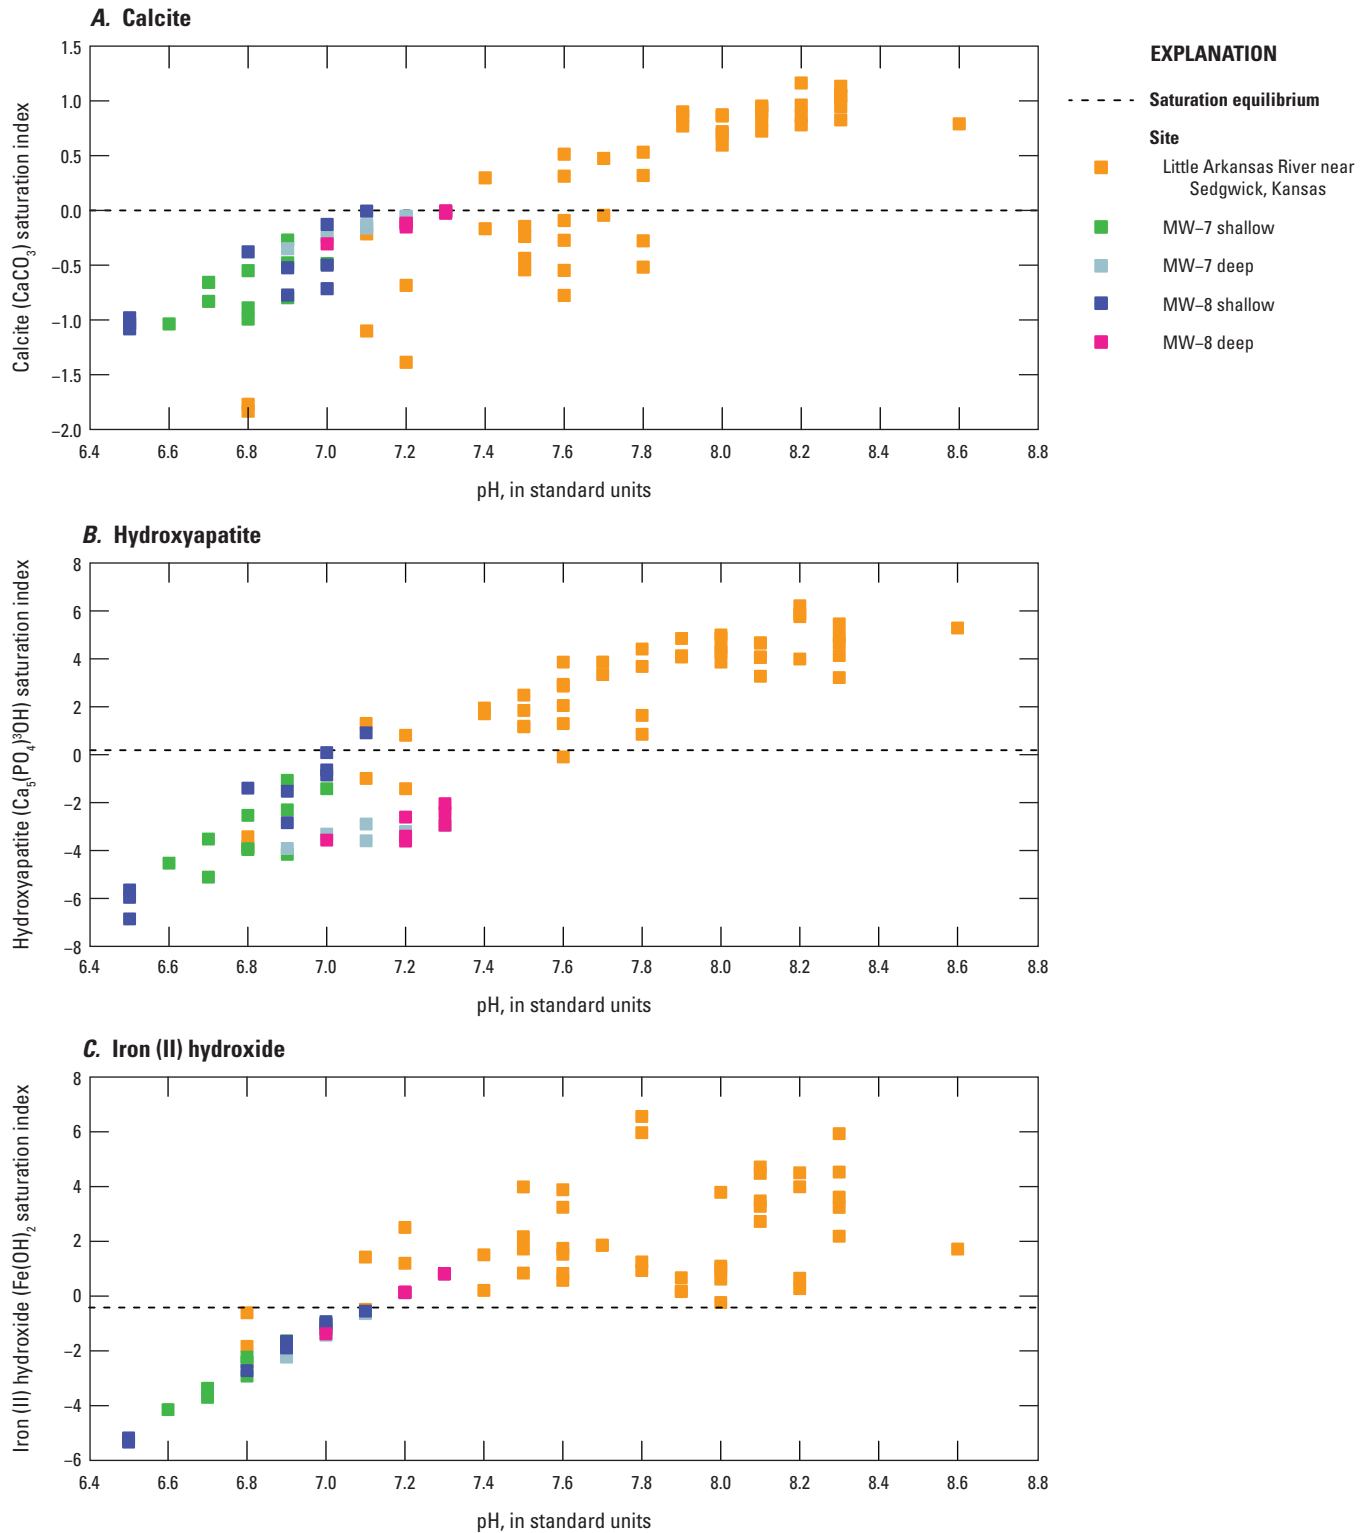 A. Calcite
1.5
1.0
0.5
0.0
−0.5
−1.0
−1.5
−2.0
Calcite (CaCO3) saturation index
6.4 6.6 6.8 7.0 7.2 7.4 7.6 7.8 8.0 8.2 8.4 8.6 8.8
pH, in standard units
EXPLANATION
Saturation equilibrium
Site
Little Arkansas River near
Sedgwick, Kansas
MW–7 shallow
MW–7 deep
MW–8 shallow
MW–8 deep
B. Hydroxyapatite
8
6
4
2
0
−2
−4
−6
−8
Hydroxyapatite (Ca5(PO4)3OH) saturation index
6.4 6.6 6.8 7.0 7.2 7.4 7.6 7.8 8.0 8.2 8.4 8.6 8.8
pH, in standard units
C. Iron (II) hydroxide
8
6
4
2
0
−2
−4
−6
Iron (II) hydroxide (Fe(OH)2 saturation index
6.4 6.6 6.8 7.0 7.2 7.4 7.6 7.8 8.0 8.2 8.4 8.6 8.8
pH, in standard units